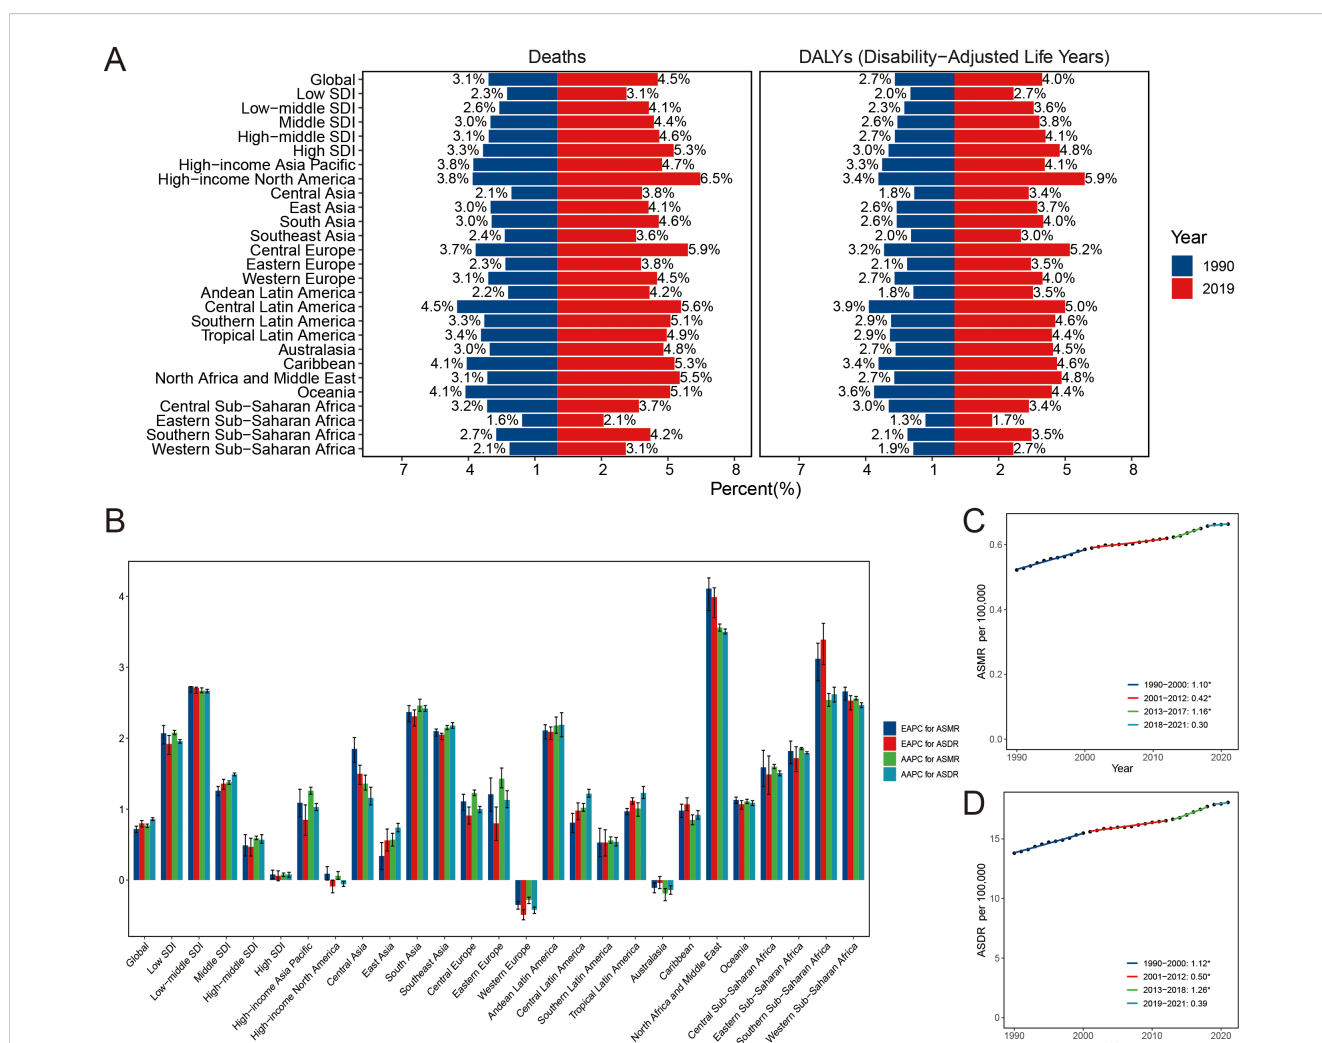 A
Deaths
DALYs (Disability−Adjusted Life Years)
Global 3.1% 4.5% 2.7% 4.0%
Low SDI 2.3% 3.1% 2.0% 2.7%
Low−middle SDI 2.6% 4.1% 2.3% 3.6%
Middle SDI 3.0% 4.4% 2.6% 3.8%
High−middle SDI 3.1% 4.6% 2.7% 4.1%
High SDI 3.3% 5.3% 3.0% 4.8%
High−income Asia Pacific 3.8% 4.7% 3.3% 4.1%
High−income North America 3.8% 6.5% 3.4% 5.9%
Central Asia 2.1% 3.8% 1.8% 3.4%
East Asia 3.0% 4.1% 2.6% 3.7%
South Asia 3.0% 4.6% 2.6% 4.0%
Southeast Asia 2.4% 3.6% 2.0% 3.0%
Central Europe 3.7% 5.9% 3.2% 5.2%
Eastern Europe 2.3% 3.8% 2.1% 3.5%
Western Europe 3.1% 4.5% 2.7% 4.0%
Andean Latin America 2.2% 4.2% 1.8% 3.5%
Central Latin America 4.5% 5.6% 3.9% 5.0%
Southern Latin America 3.3% 5.1% 2.9% 4.6%
Tropical Latin America 3.4% 4.9% 2.9% 4.4%
Australasia 3.0% 4.8% 2.7% 4.5%
Caribbean 4.1% 5.3% 3.4% 4.6%
North Africa and Middle East 3.1% 5.5% 2.7% 4.8%
Oceania 4.1% 5.1% 3.6% 4.4%
Central Sub−Saharan Africa 3.2% 3.7% 3.0% 3.4%
Eastern Sub−Saharan Africa 1.6% 2.1% 1.3% 1.7%
Southern Sub−Saharan Africa 2.7% 4.2% 2.1% 3.5%
Western Sub−Saharan Africa 2.1% 3.1% 1.9% 2.7%
7 4 1 2 5 8 7 4 1 2 5 8
Percent(%)
Year
1990
2019
B
4
3
2
1
0
Global
Low SDI
Low−middle SDI
Middle SDI
High−middle SDI
High SDI
High−income Asia Pacific
High−income North America
Central Asia
East Asia
South Asia
Southeast Asia
Central Europe
Eastern Europe
Western Europe
Andean Latin America
Central Latin America
Southern Latin America
Tropical Latin America
Australasia
Caribbean
North Africa and Middle East
Oceania
Central Sub−Saharan Africa
Eastern Sub−Saharan Africa
Southern Sub−Saharan Africa
Western Sub−Saharan Africa
EAPC for ASMR
EAPC for ASDR
AAPC for ASMR
AAPC for ASDR
C
ASMR per 100,000
0.6
0.4
0.2
0.0
1990−2000: 1.10*
2001−2012: 0.42*
2013−2017: 1.16*
2018−2021: 0.30
1990 2000 2010 2020
Year
D
ASDR per 100,000
15
10
5
0
1990−2000: 1.12*
2001−2012: 0.50*
2013−2018: 1.26*
2019−2021: 0.39
1990 2000 2010 2020